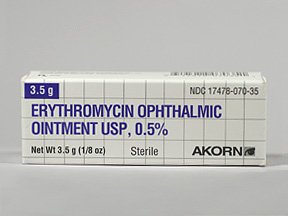 3.5 g
NDC 17478-070-35
ERYTHROMYCIN OPHTHALMIC
OINTMENT USP, 0.5%
Net Wt 3.5 g (1/8 oz)
Sterile
AKORN